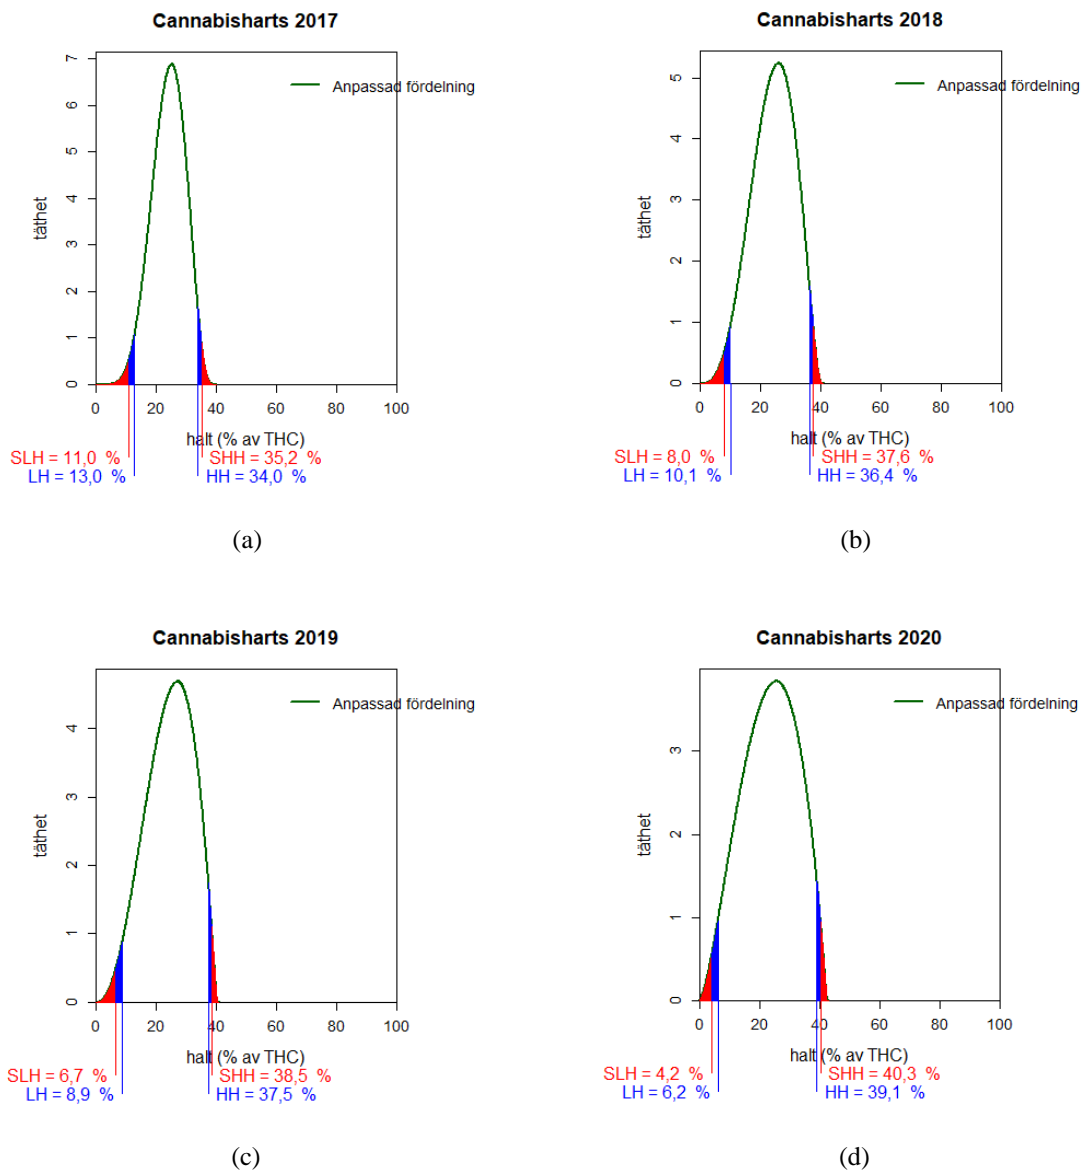 Cannabisharts 2017
Anpassad fördelning
täthet
0 1 2 3 4 5 6 7
0 20 40 60 80 100
halt (% av THC)
SLH = 11,0 %
SHH = 35,2 %
LH = 13,0 %
HH = 34,0 %
(a)
Cannabisharts 2018
Anpassad fördelning
täthet
0 1 2 3 4 5
0 20 40 60 80 100
halt (% av THC)
SLH = 8,0 %
SHH = 37,6 %
LH = 10,1 %
HH = 36,4 %
(b)
Cannabisharts 2019
Anpassad fördelning
täthet
0 1 2 3 4
0 20 40 60 80 100
halt (% av THC)
SLH = 6,7 %
SHH = 38,5 %
LH = 8,9 %
HH = 37,5 %
(c)
Cannabisharts 2020
Anpassad fördelning
täthet
0 1 2 3
0 20 40 60 80 100
halt (% av THC)
SLH = 4,2 %
SHH = 40,3 %
LH = 6,2 %
HH = 39,1 %
(d)